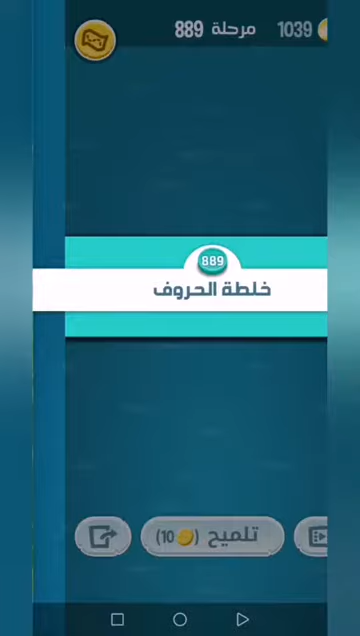 مرحلة 889
1039
889
خلطة الحروف
تلميح (10)